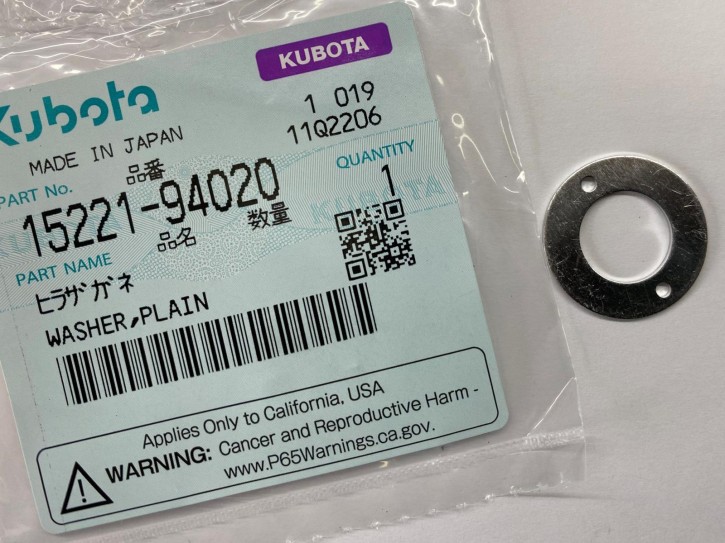 KUBOTA
Kubota
1 019
11Q2206
MADE IN JAPAN
PART No. 品番
QUANTITY
15221-94020
1
品名 数量
PART NAME
ヒラザガネ
WASHER,PLAIN
Applies Only to California, USA
WARNING: Cancer and Reproductive Harm -
www.P65Warnings.ca.gov.
KUBOTA